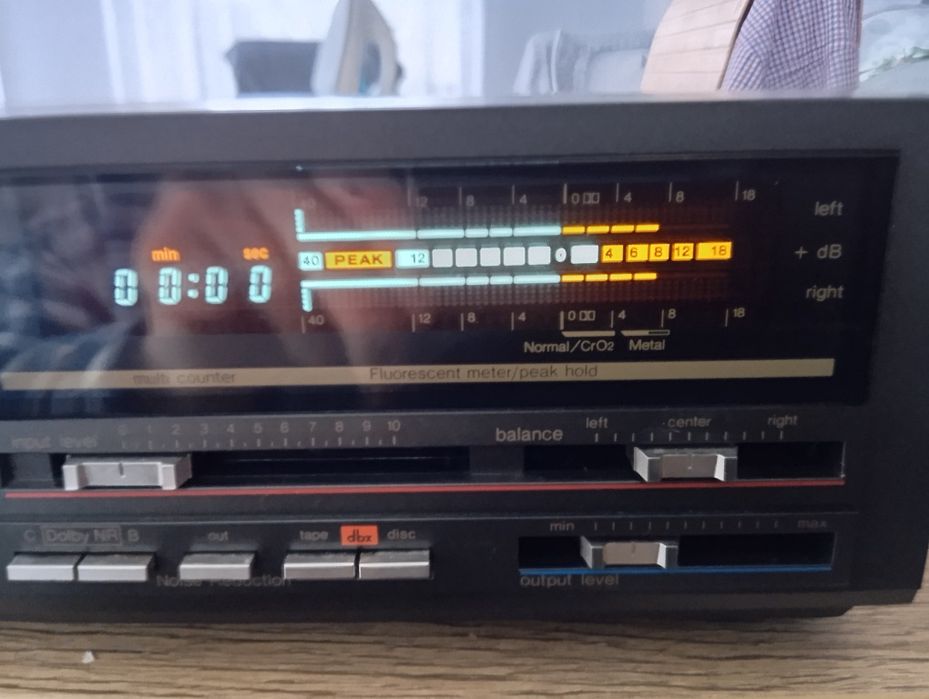 12 8 4 0 4 8 18
left
min sec
40 PEAK 12 0 4 6 8 12 18
+ dB
0 0:0 0
right
40 12 8 4 0 4 8 18
Normal/CrO2 Metal
multi counter Fluorescent meter/peak hold
input level 0 1 2 3 4 5 6 7 8 9 10
balance left center right
C Dolby NR B out tape dbx disc
min max
Noise Reduction
output level